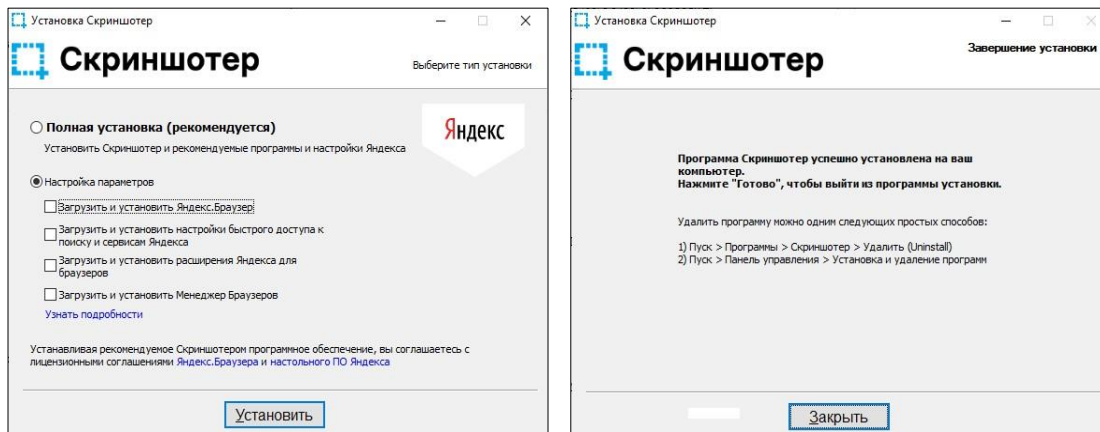 Установка Скриншотер
Скриншотер
Выберите тип установки
Полная установка (рекомендуется)
Установить Скриншотер и рекомендуемые программы и настройки Яндекса
Яндекс
Настройка параметров
Загрузить и установить Яндекс.Браузер
Загрузить и установить настройки быстрого доступа к
поиску и сервисам Яндекса
Загрузить и установить расширения Яндекса для
браузеров
Загрузить и установить Менеджер Браузеров
Узнать подробности
Устанавливая рекомендуемое Скриншотером программное обеспечение, вы соглашаетесь с
лицензионными соглашениями Яндекс.Браузера и настольного ПО Яндекса
Установить
Установка Скриншотер
Скриншотер
Завершение установки
Программа Скриншотер успешно установлена на ваш
компьютер.
Нажмите "Готово", чтобы выйти из программы установки.
Удалить программу можно одним следующих простых способов:
1) Пуск > Программы > Скриншотер > Удалить (Uninstall)
2) Пуск > Панель управления > Установка и удаление программ
Закрыть